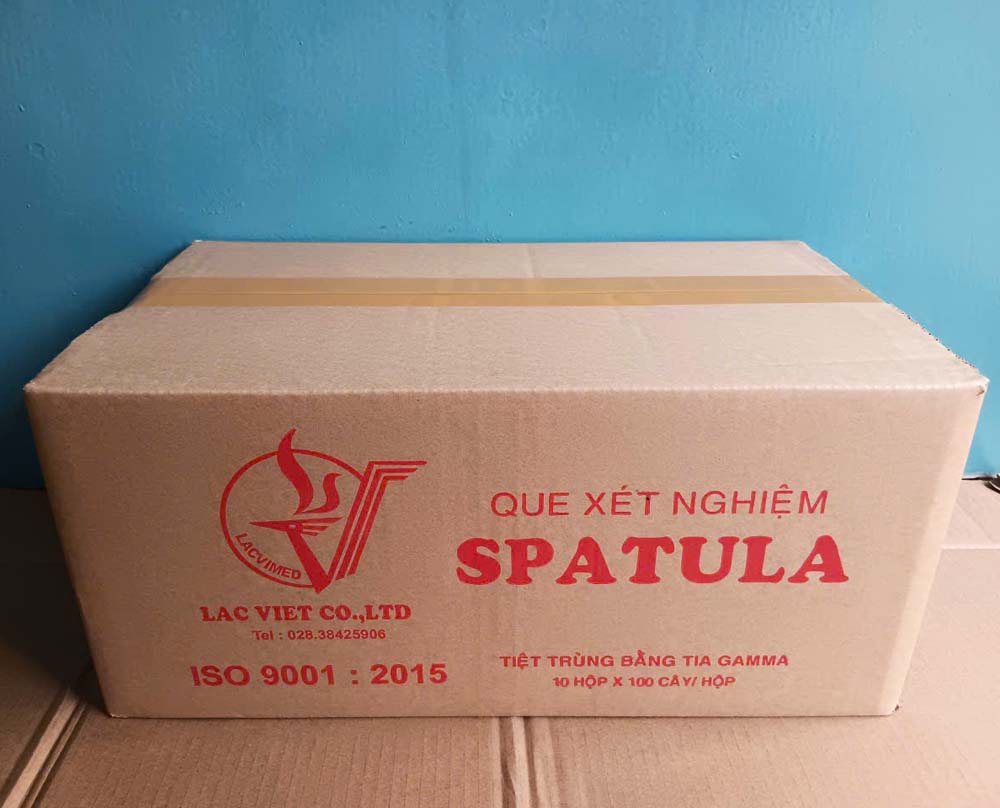 LACVIMED
LAC VIET CO.,LTD
Tel : 028.38425906
ISO 9001 : 2015
QUE XÉT NGHIỆM
SPATULA
TIỆT TRÙNG BẰNG TIA GAMMA
10 HỘP X 100 CÂY/ HỘP